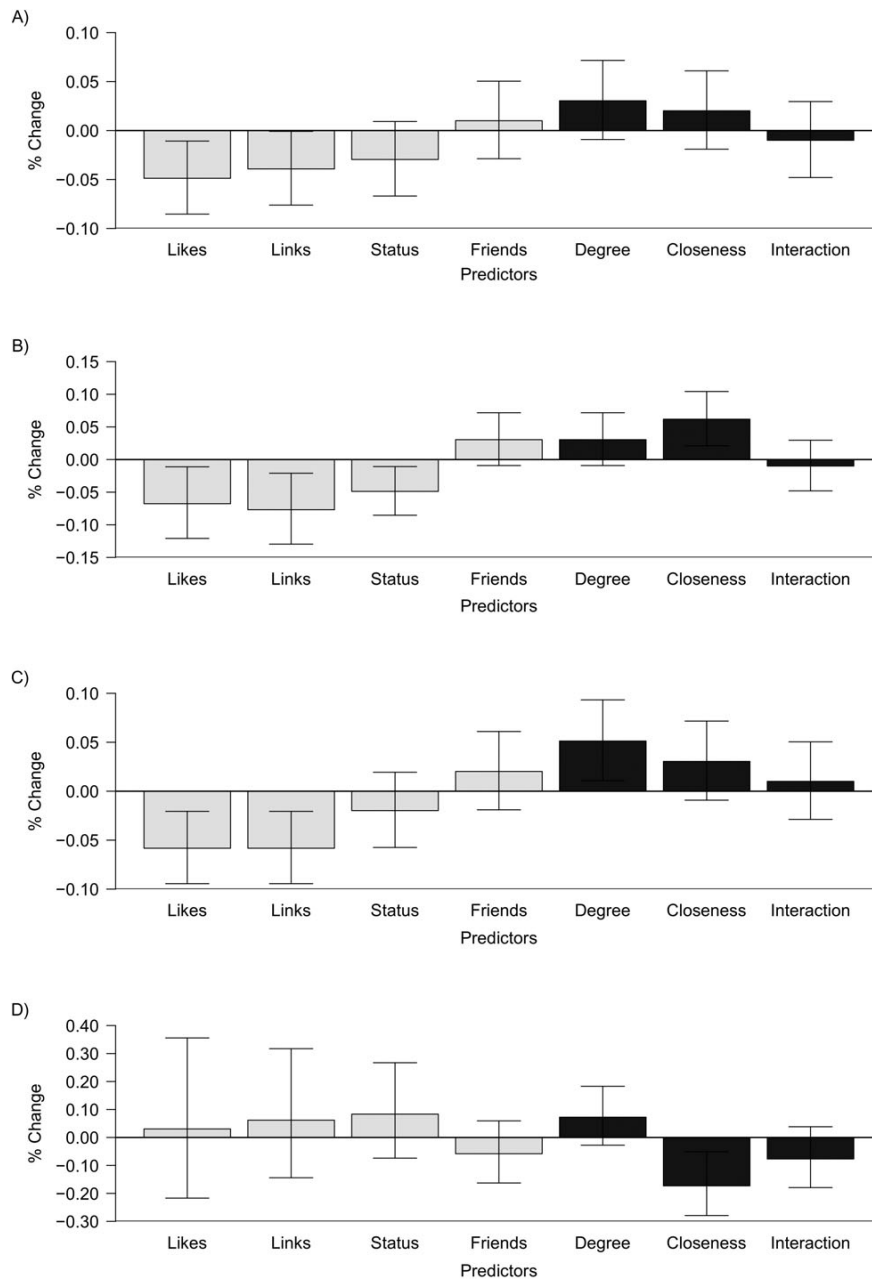 A)
0.10
0.05
0.00
−0.05
−0.10
% Change
Likes Links Status Friends Degree Closeness Interaction
Predictors
B)
0.15
0.10
0.05
0.00
−0.05
−0.10
−0.15
% Change
Likes Links Status Friends Degree Closeness Interaction
Predictors
C)
0.10
0.05
0.00
−0.05
−0.10
% Change
Likes Links Status Friends Degree Closeness Interaction
Predictors
D)
0.40
0.30
0.20
0.10
0.00
−0.10
−0.20
−0.30
% Change
Likes Links Status Friends Degree Closeness Interaction
Predictors